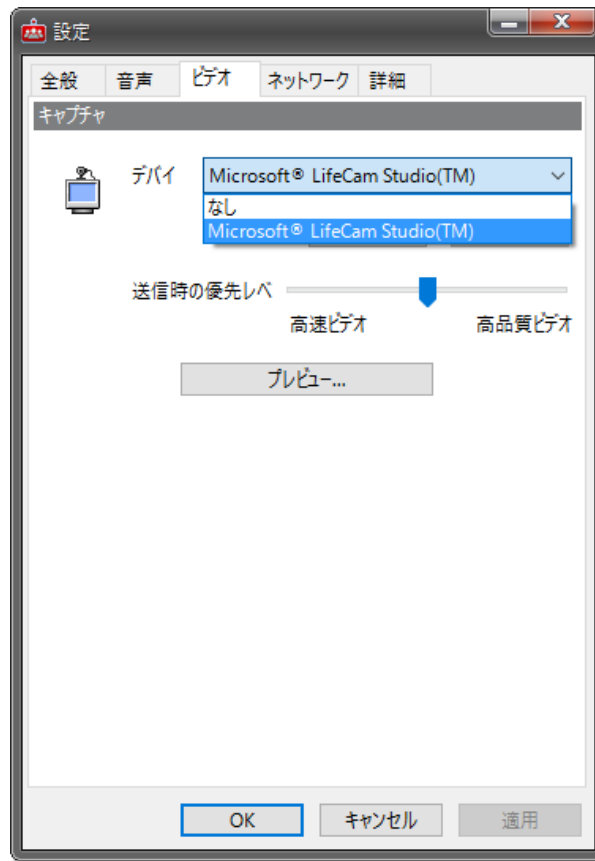 設定
全般 音声 ビデオ ネットワーク 詳細
キャプチャ
デバイ Microsoft® LifeCam Studio(TM)
なし
Microsoft® LifeCam Studio(TM)
送信時の優先レベ
高速ビデオ 高品質ビデオ
プレビュー...
OK キャンセル 適用